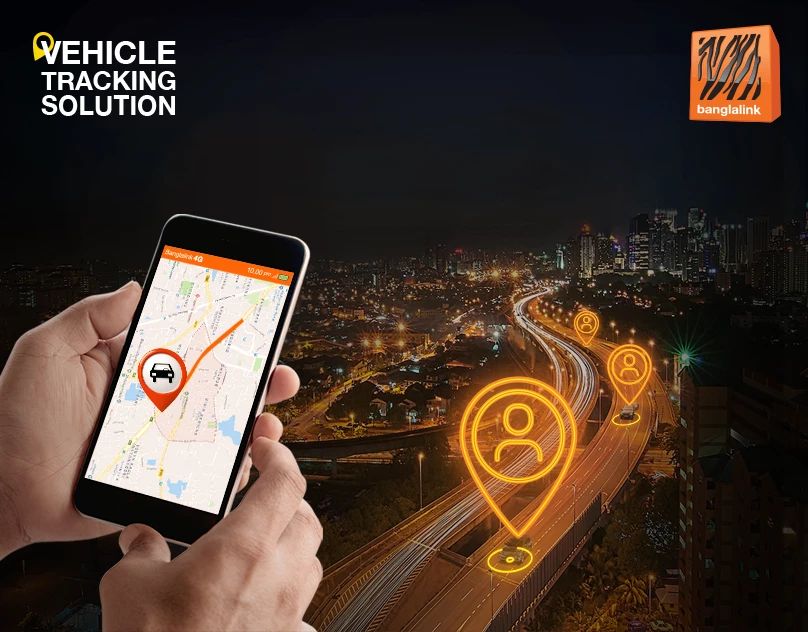 VEHICLE
TRACKING
SOLUTION
banglalink
Banglalink 4G
10.00 pm